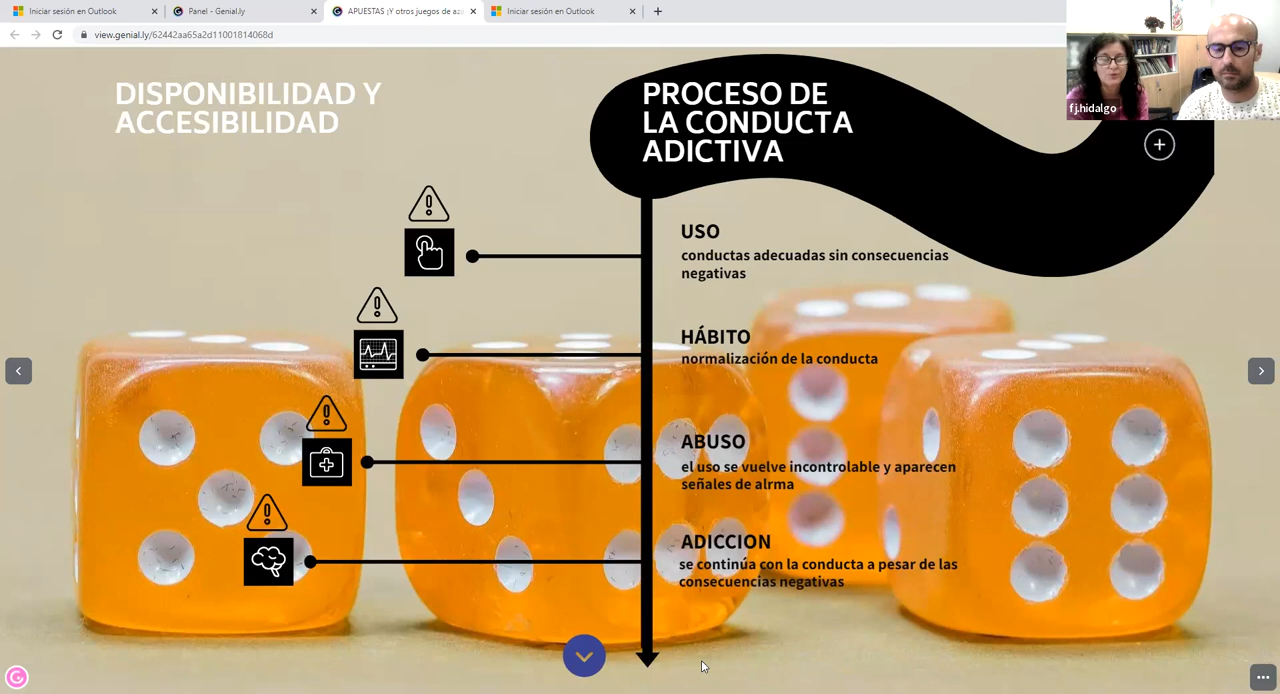 Iniciar sesión en Outlook
Panel - Genial.ly
APUESTAS ¡Y otros juegos de aza
Iniciar sesión en Outlook
view.genial.ly/62442aa65a2d11001814068d
fj.hidalgo
DISPONIBILIDAD Y
ACCESIBILIDAD
PROCESO DE
LA CONDUCTA
ADICTIVA
USO
conductas adecuadas sin consecuencias
negativas
HÁBITO
normalización de la conducta
ABUSO
el uso se vuelve incontrolable y aparecen
señales de alrma
ADICCION
se continúa con la conducta a pesar de las
consecuencias negativas